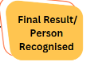 Final Result/
Person
Recognised